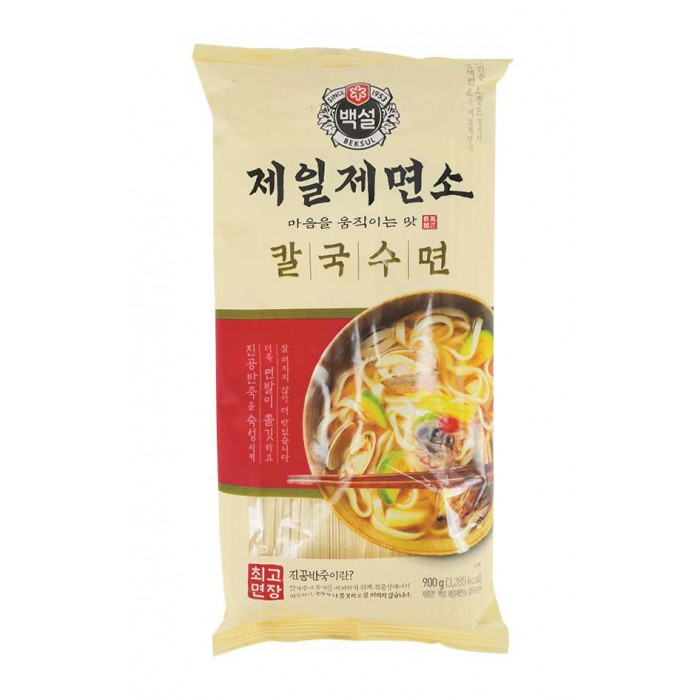 SINCE 1953
백설
BEKSUL
제일제면소
마음을 움직이는 맛
칼국수면
진공반죽을 숙성시켜
더욱 면발이 쫄깃하고
잘 퍼지지 않아 더 맛있습니다
최고
면장
진공반죽이란?
900g (3,285 kcal)